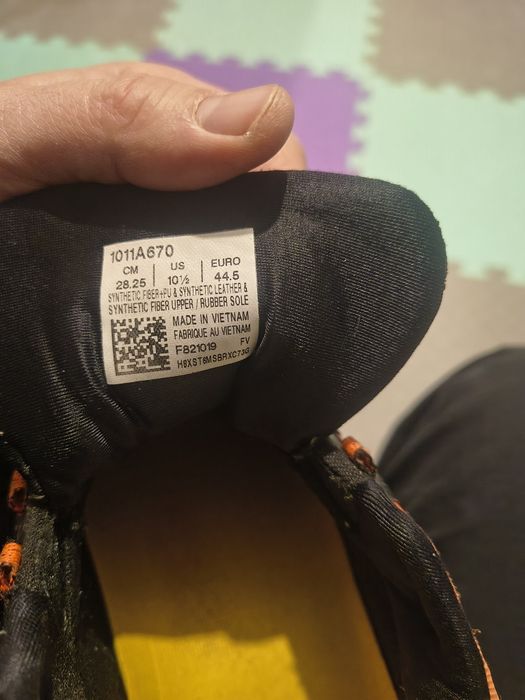 1011A670
CM US EURO
28.25 10½ 44.5
SYNTHETIC FIBER+PU & SYNTHETIC LEATHER &
SYNTHETIC FIBER UPPER / RUBBER SOLE
MADE IN VIETNAM
FABRIQUE AU VIETNAM
F821019 FV
H8XST6MSBRXC73G